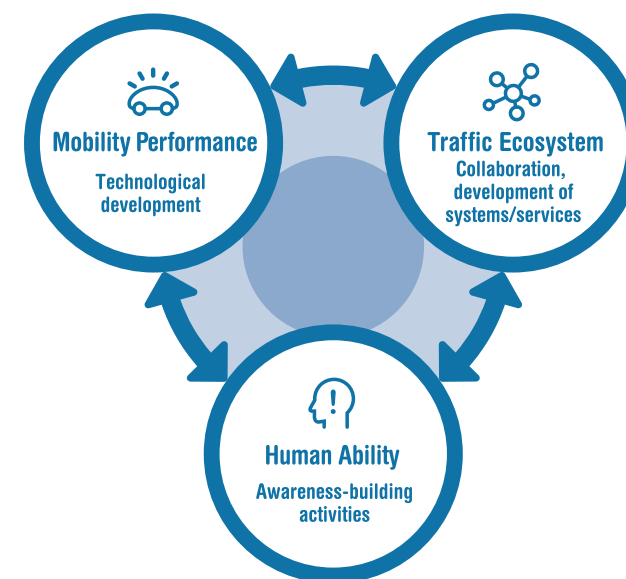 Mobility Performance
Technological
development
Traffic Ecosystem
Collaboration,
development of
systems/services
Human Ability
Awareness-building
activities